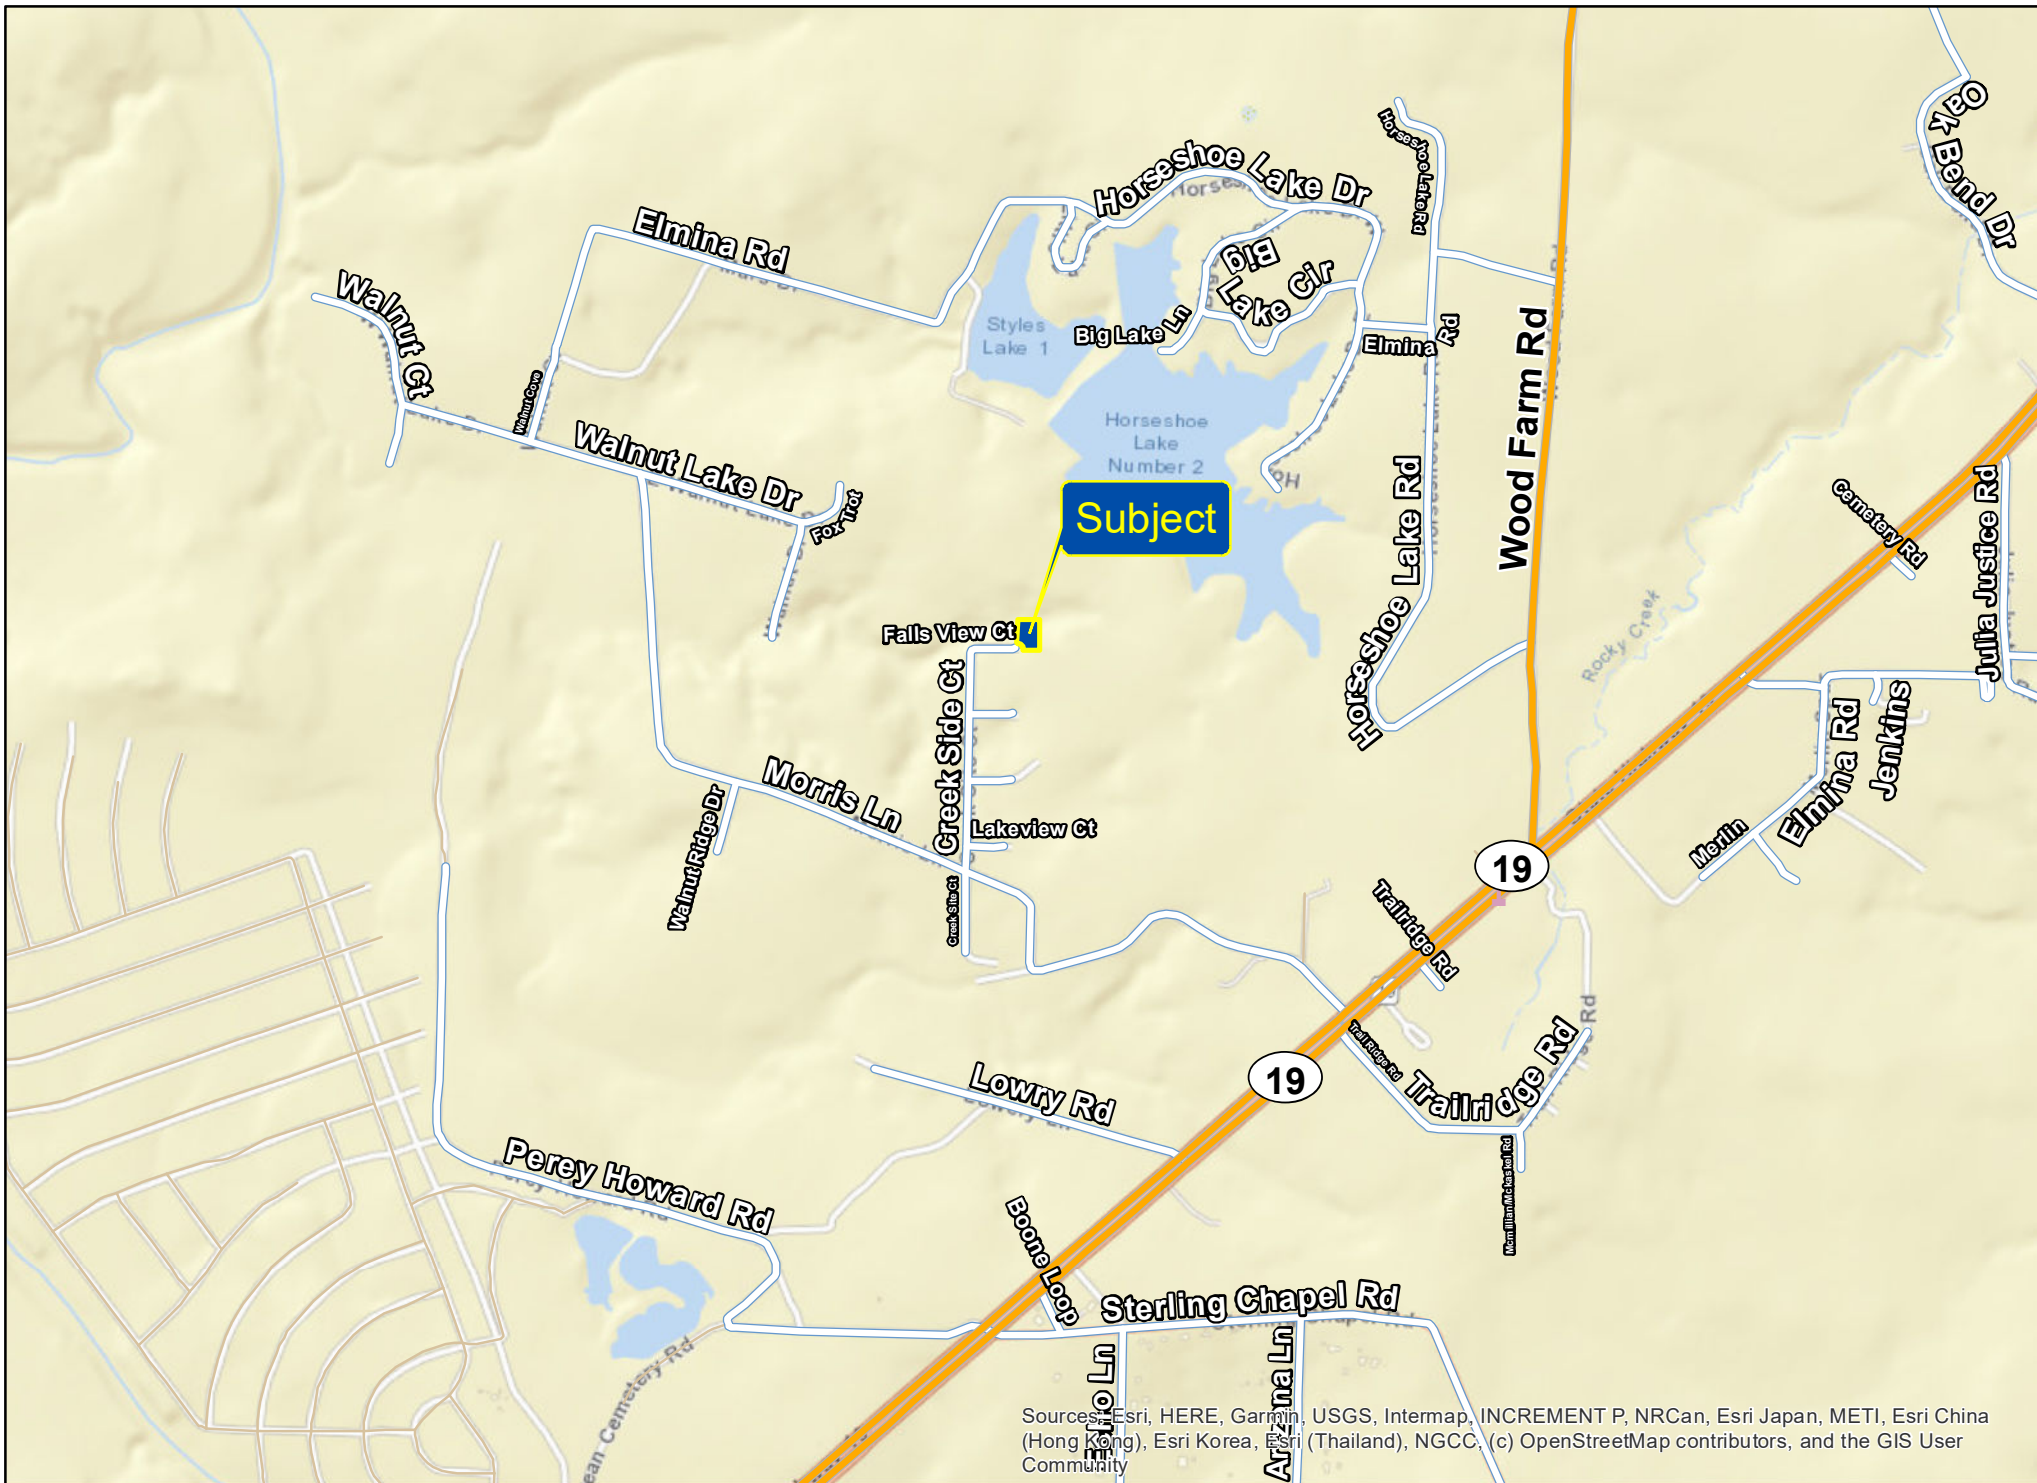 Oak Bend Dr
Horseshoe Lake Rd
Horseshoe Lake Dr
Elmina Rd
Big
Lake Cir
Walnut Ct
Styles
Lake 1
Big Lake Ln
Elmina Rd
Wood Farm Rd
Walnut Cove
Horseshoe
Lake
Number 2
Walnut Lake Dr
Fox Trot
Horseshoe Lake Rd
Cemetery Rd
Julia Justice Rd
Subject
Falls View Ct
Rocky Creek
Creek Side Ct
Elmina Rd
Jenkins
Morris Ln
Walnut Ridge Dr
Lakeview Ct
Merlin
19
Creek Site Ct
Trailridge Rd
Trail Ridge Rd
Trailridge Rd
19
Lowry Rd
Perey Howard Rd
Mcmillian/Mckaskel Rd
Boone Loop
Sterling Chapel Rd
Arizona Ln
Sources: Esri, HERE, Garmin, USGS, Intermap, INCREMENT P, NRCan, Esri Japan, METI, Esri China
(Hong Kong), Esri Korea, Esri (Thailand), NGCC, (c) OpenStreetMap contributors, and the GIS User
Community